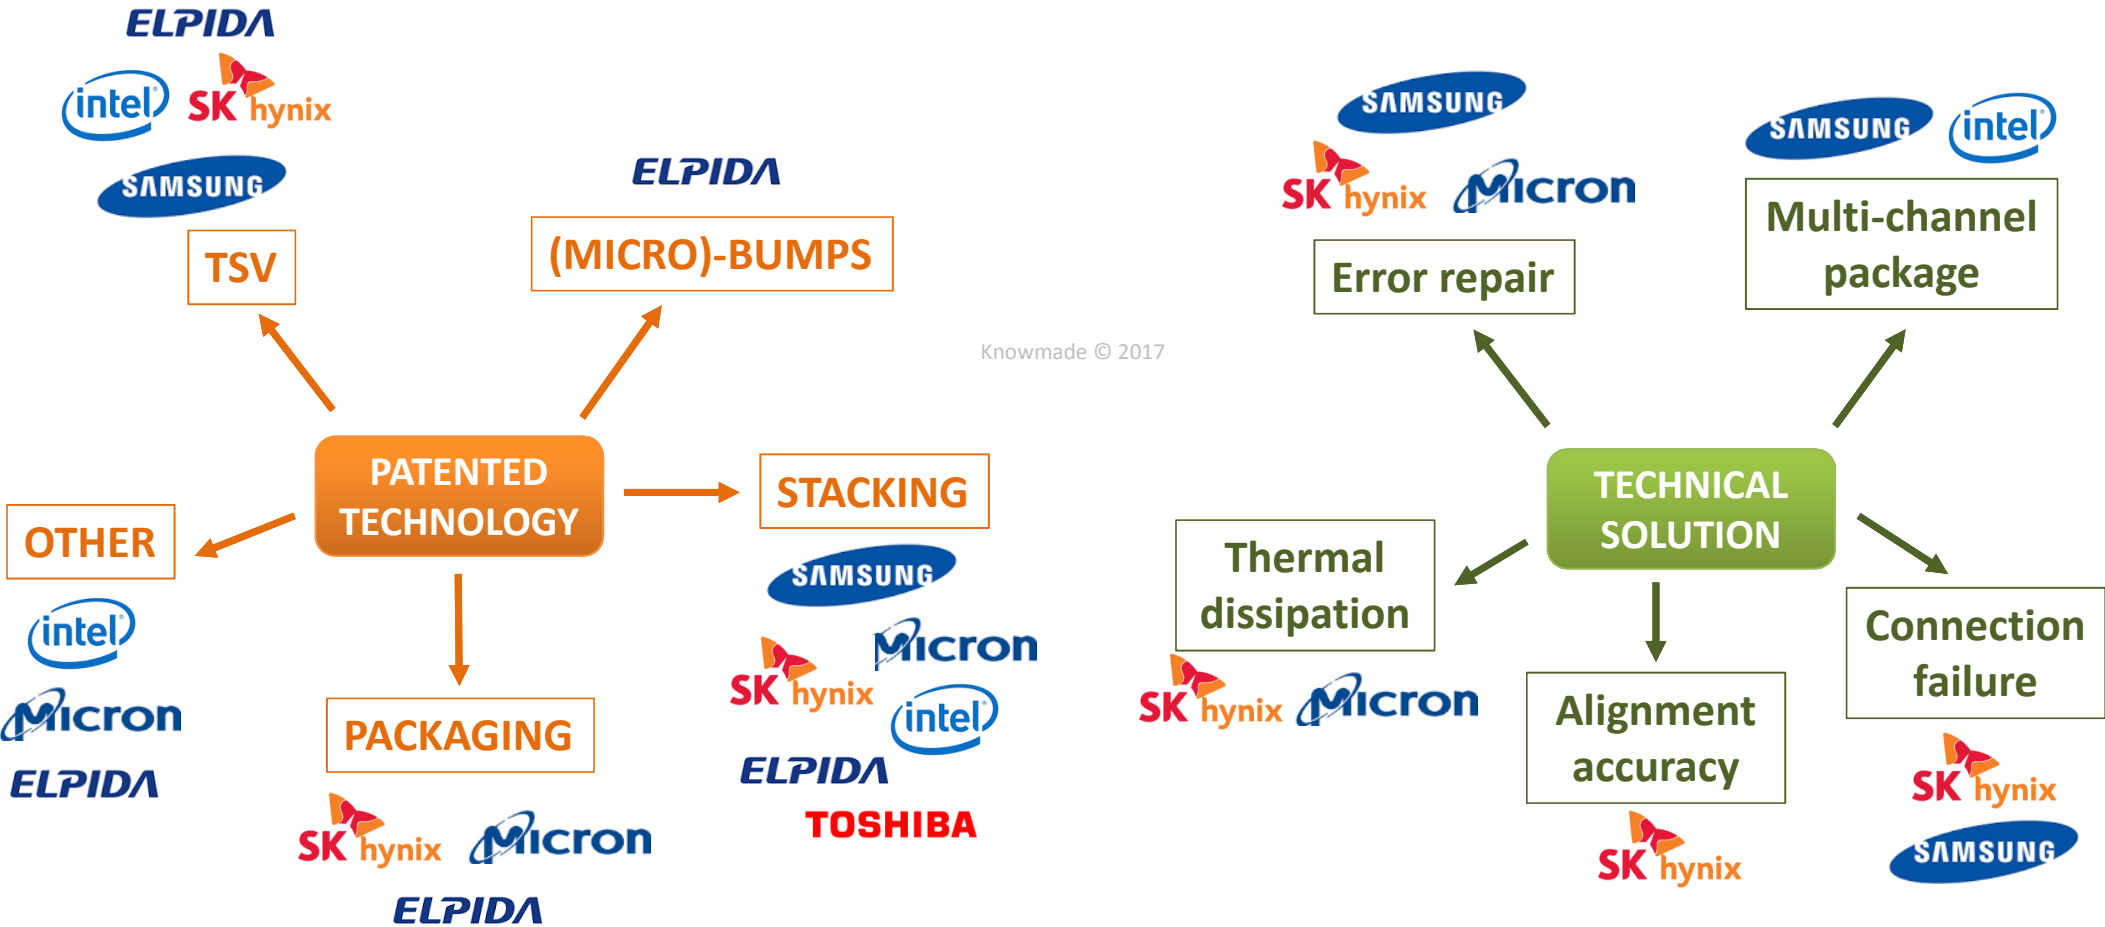 ELPIDA
intel
SK hynix
SAMSUNG
TSV
ELPIDA
(MICRO)-BUMPS
PATENTED
TECHNOLOGY
STACKING
SAMSUNG
Micron
SK hynix
intel
ELPIDA
TOSHIBA
OTHER
intel
Micron
ELPIDA
PACKAGING
SK hynix
Micron
ELPIDA
Knowmade © 2017
SAMSUNG
SK hynix
Micron
Error repair
SAMSUNG
intel
Multi-channel
package
TECHNICAL
SOLUTION
Thermal
dissipation
SK hynix
Micron
Alignment
accuracy
SK hynix
Connection
failure
SK hynix
SAMSUNG